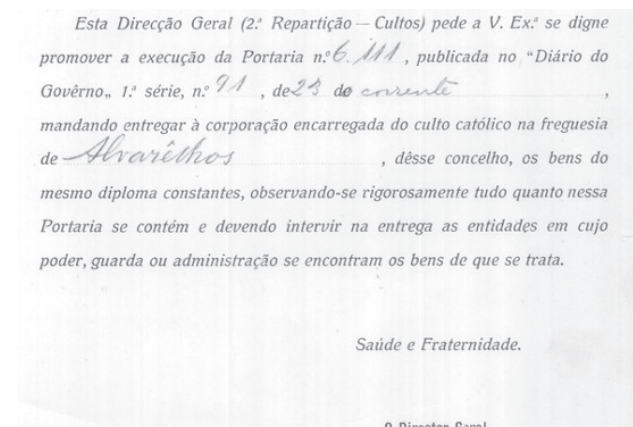 Esta Direcção Geral (2.ª Repartição — Cultos) pede a V. Ex.ª se digne
promover a execução da Portaria n.º 6.111, publicada no "Diário do
Govêrno„ 1.ª série, n.º 91, de 23 do corrente,
mandando entregar à corporação encarregada do culto católico na freguesia
de Alvarêlhos, dêsse concelho, os bens do
mesmo diploma constantes, observando-se rigorosamente tudo quanto nessa
Portaria se contém e devendo intervir na entrega as entidades em cujo
poder, guarda ou administração se encontram os bens de que se trata.
Saúde e Fraternidade.
O Director Geral